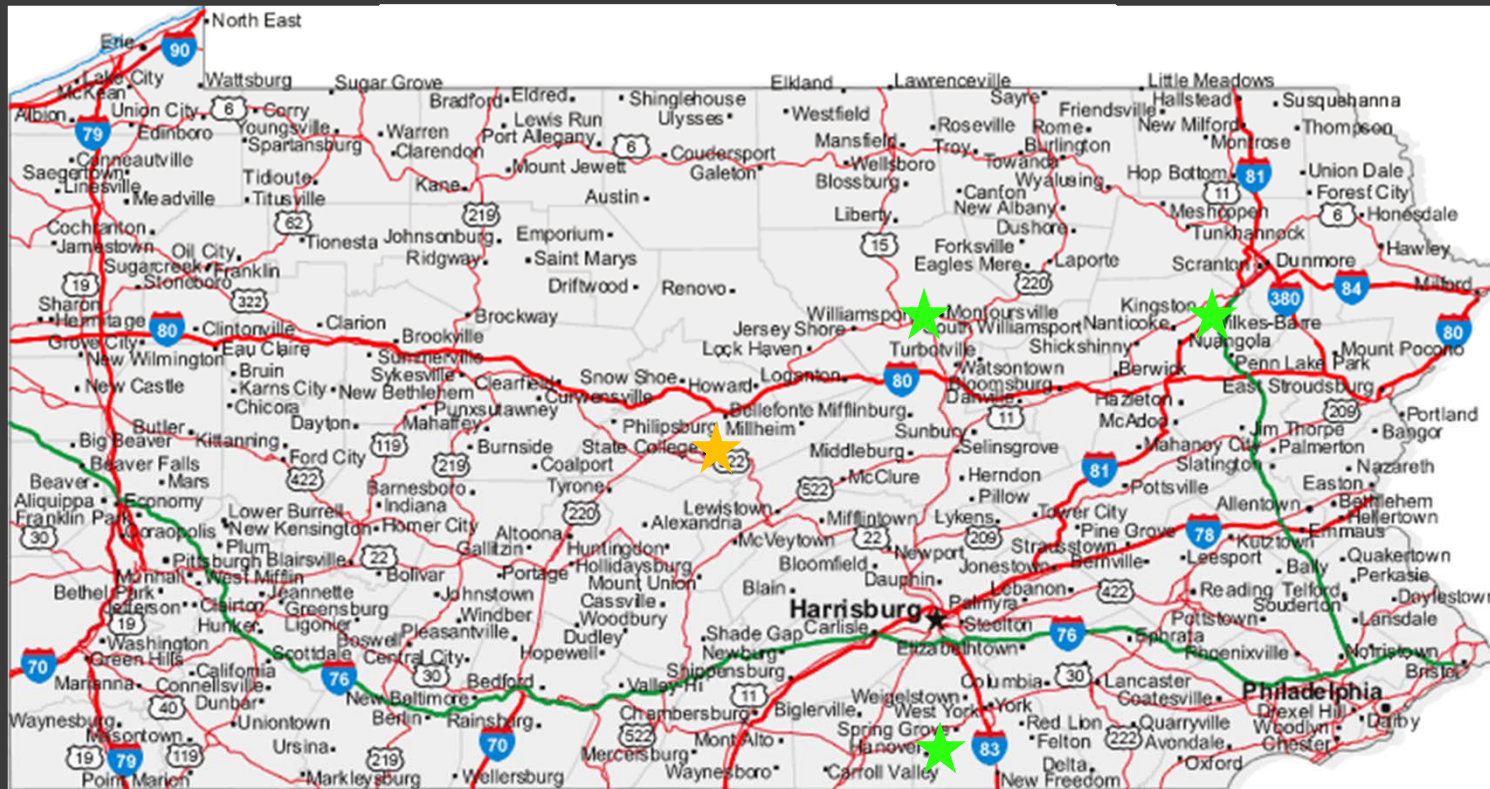 North East
Erie
90
Lake City
Wattsburg
Sugar Grove
Elkland
Lawrenceville
Little Meadows
McKean
Bradford
Eldred
Shinglehouse
Sayre
Hallstead
Susquehanna
Albion
Union City
6
Corry
Lewis Run
Ulysses
Westfield
Friendsville
79
Edinboro
Youngsville
Warren
Port Allegany
Roseville
Rome
New Milford
Thompson
Spartansburg
Clarendon
6
Coudersport
Mansfield
Troy
Burlington
Montrose
Conneautville
Mount Jewett
Galeton
Wellsboro
Towanda
Saegertown
Tidioute
Kane
Blossburg
Wyalusing
Hop Bottom
81
Union Dale
Linesville
Meadville
Titusville
Austin
Canton
11
Forest City
62
219
Liberty
New Albany
Meshoppen
6
Honesdale
Cochranton
Tionesta
Johnsonburg
Emporium
15
Dushore
Tunkhannock
Jamestown
Oil City
Ridgway
Saint Marys
Forksville
Hawley
Sugarcreek
Franklin
Eagles Mere
Laporte
Scranton
Dunmore
19
Stoneboro
Driftwood
Renovo
220
380
84
Milford
Sharon
322
Brockway
Williamsport
Montoursville
Kingston
Hermitage
80
Clintonville
Clarion
Brookville
Jersey Shore
South Williamsport
Nanticoke
Wilkes-Barre
80
Grove City
Eau Claire
Summerville
Lock Haven
Turbotville
Shickshinny
Nuangola
Mount Pocono
New Wilmington
Bruin
Sykesville
Clearfield
Snow Shoe
Howard
Loganton
80
Watsontown
Berwick
Penn Lake Park
New Castle
Karns City
New Bethlehem
Curwensville
Bloomsburg
Danville
Hazleton
East Stroudsburg
Chicora
Punxsutawney
Bellefonte
Mifflinburg
11
McAdoo
209
Portland
Butler
Dayton
Mahaffey
Philipsburg
Millheim
Sunbury
Jim Thorpe
Bangor
Big Beaver
Kittanning
119
Burnside
State College
Middleburg
Selinsgrove
Mahanoy City
Palmerton
Beaver Falls
Ford City
219
Coalport
McClure
Herndon
81
Slatington
Nazareth
Beaver
Mars
422
Barnesboro
Tyrone
522
Pillow
Pottsville
Easton
Aliquippa
Economy
Indiana
220
Lewistown
Allentown
Bethlehem
Franklin Park
Lower Burrell
Homer City
Altoona
Alexandria
Mifflintown
Lykens
Tower City
Hellertown
30
Coraopolis
New Kensington
Gallitzin
McVeytown
22
209
Pine Grove
78
Emmaus
Plum
22
Huntingdon
Newport
Strausstown
Kutztown
Pittsburgh
Blairsville
Hollidaysburg
Bloomfield
Jonestown
Bernville
Leesport
Quakertown
Munhall
West Mifflin
Bolivar
Portage
Mount Union
Dauphin
Bally
Perkasie
Bethel Park
Jeannette
Johnstown
Cassville
Blain
Lebanon
422
Reading
Telford
Doylestown
Jefferson
Clairton
Greensburg
Windber
Woodbury
Harrisburg
Palmyra
Souderton
19
Hunker
Ligonier
Dudley
Carlisle
Steelton
76
Pottstown
Lansdale
Washington
Boswell
Pleasantville
Shade Gap
Elizabethtown
Ephrata
Norristown
70
Green Hills
Scottdale
Central City
Hopewell
Newburg
Phoenixville
Bristol
California
76
30
Bedford
Shippensburg
Columbia
30
Lancaster
Marianna
Connellsville
New Baltimore
Valley-Hi
11
Weigelstown
York
Coatesville
Philadelphia
40
Dunbar
Berlin
Rainsburg
Chambersburg
Biglerville
West York
Drexel Hill
Waynesburg
Uniontown
522
Spring Grove
Red Lion
Quarryville
Woodlyn
Darby
Masontown
Ursina
70
Mont Alto
Hanover
83
Felton
222
Avondale
Chester
19
79
119
219
Mercersburg
Delta
Oxford
Point Marion
Markleysburg
Wellersburg
Waynesboro
Carroll Valley
New Freedom